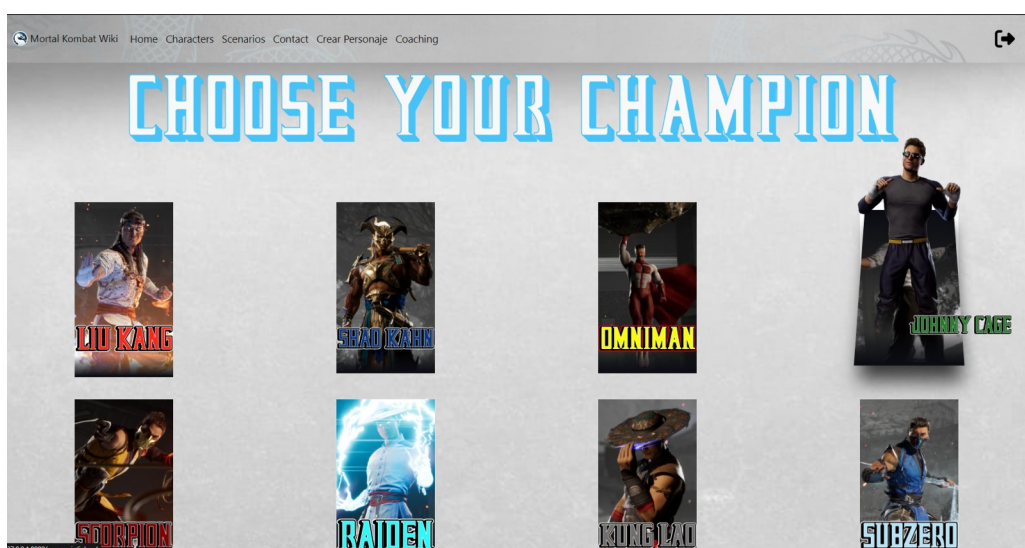 Mortal Kombat Wiki Home Characters Scenarios Contact Crear Personaje Coaching
CHOOSE YOUR CHAMPION
LIU KANG
SHAO KAHN
OMNIMAN
JOHNNY CAGE
SCORPION
RAIDEN
KUNG LAO
SUBZERO